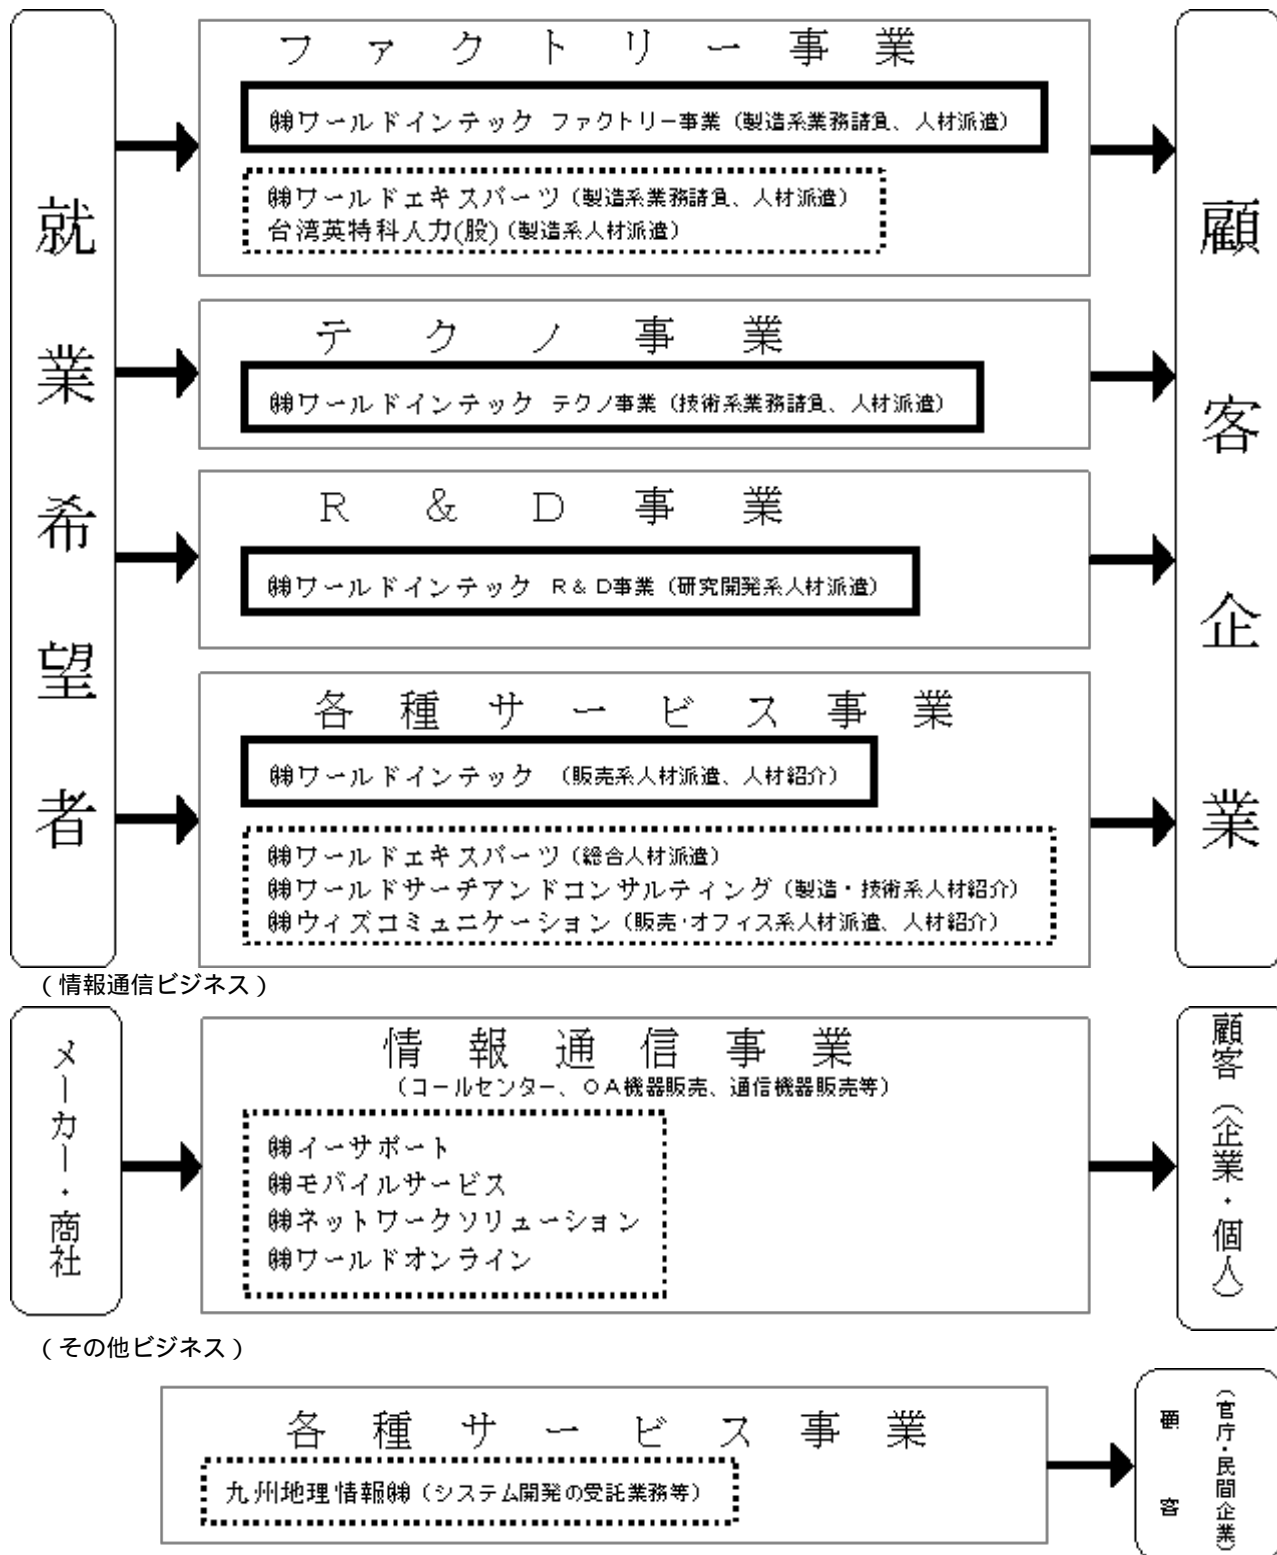 就業希望者
ファクトリー事業
㈱ワールドインテック ファクトリー事業（製造系業務請負、人材派遣）
㈱ワールドエキスパーツ（製造系業務請負、人材派遣）
台湾英特科人力(股)（製造系人材派遣）
テクノ事業
㈱ワールドインテック テクノ事業（技術系業務請負、人材派遣）
R&D事業
㈱ワールドインテック R＆D事業（研究開発系人材派遣）
各種サービス事業
㈱ワールドインテック （販売系人材派遣、人材紹介）
㈱ワールドエキスパーツ（総合人材派遣）
㈱ワールドサーチアンドコンサルティング（製造・技術系人材紹介）
㈱ウィズコミュニケーション（販売・オフィス系人材派遣、人材紹介）
顧客企業
（情報通信ビジネス）
メーカー・商社
情報通信事業
（コールセンター、OA機器販売、通信機器販売等）
㈱イーサポート
㈱モバイルサービス
㈱ネットワークソリューション
㈱ワールドオンライン
顧客（企業・個人）
（その他ビジネス）
各種サービス事業
九州地理情報㈱（システム開発の受託業務等）
顧客
（官庁・民間企業）